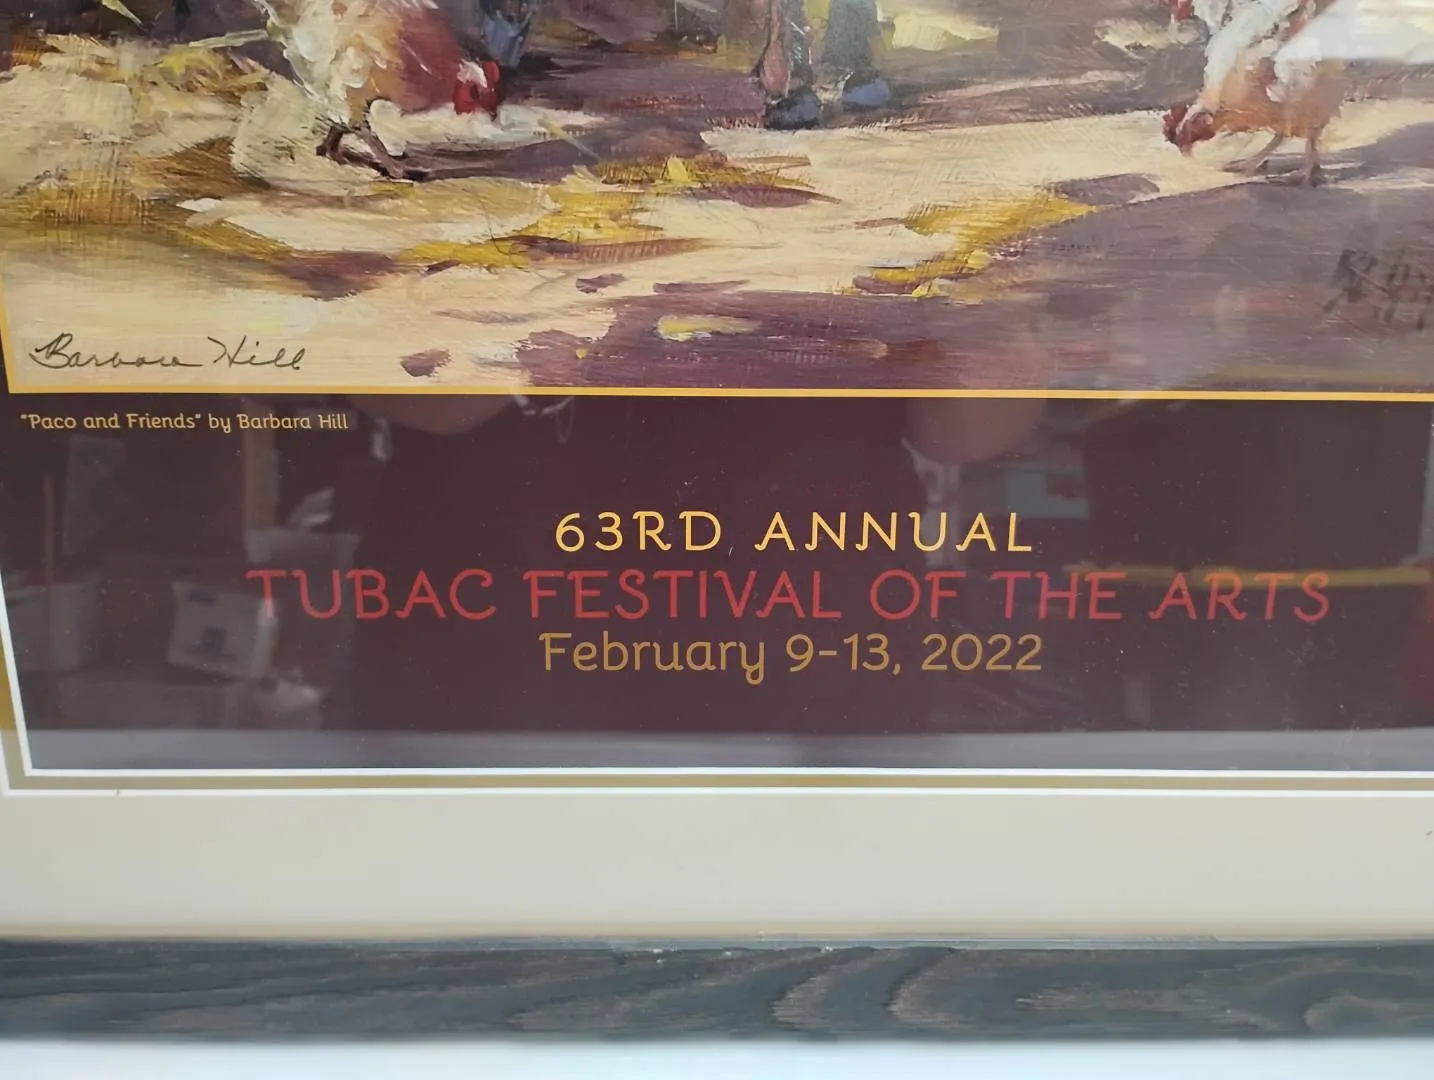 Barbara Hill
"Paco and Friends" by Barbara Hill
63RD ANNUAL
TUBAC FESTIVAL OF THE ARTS
February 9-13, 2022